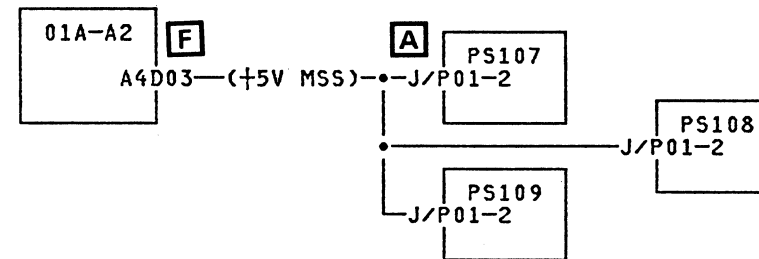 01A-A2 F A PS107
A4D03-(+5V MSS)-J/P01-2
PS108
J/P01-2
PS109
J/P01-2